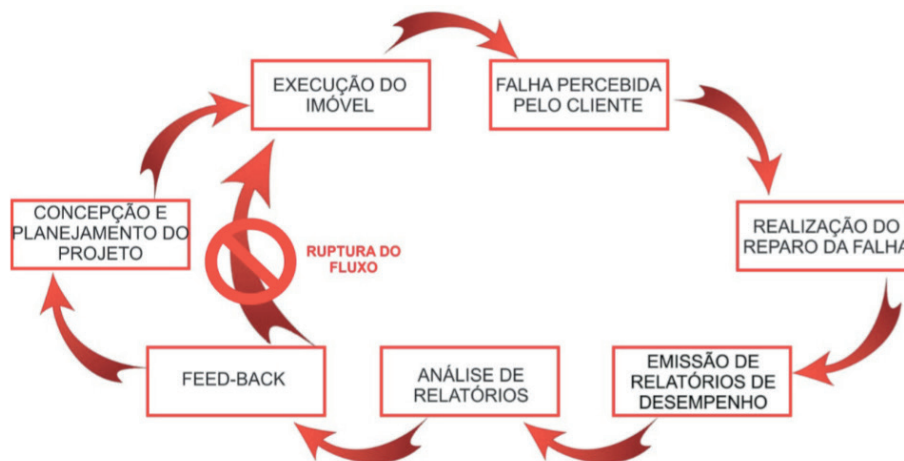 EXECUÇÃO DO
IMÓVEL
FALHA PERCEBIDA
PELO CLIENTE
REALIZAÇÃO DO
REPARO DA FALHA
EMISSÃO DE
RELATÓRIOS DE
DESEMPENHO
ANÁLISE DE
RELATÓRIOS
FEED-BACK
CONCEPÇÃO E
PLANEJAMENTO DO
PROJETO
RUPTURA DO
FLUXO